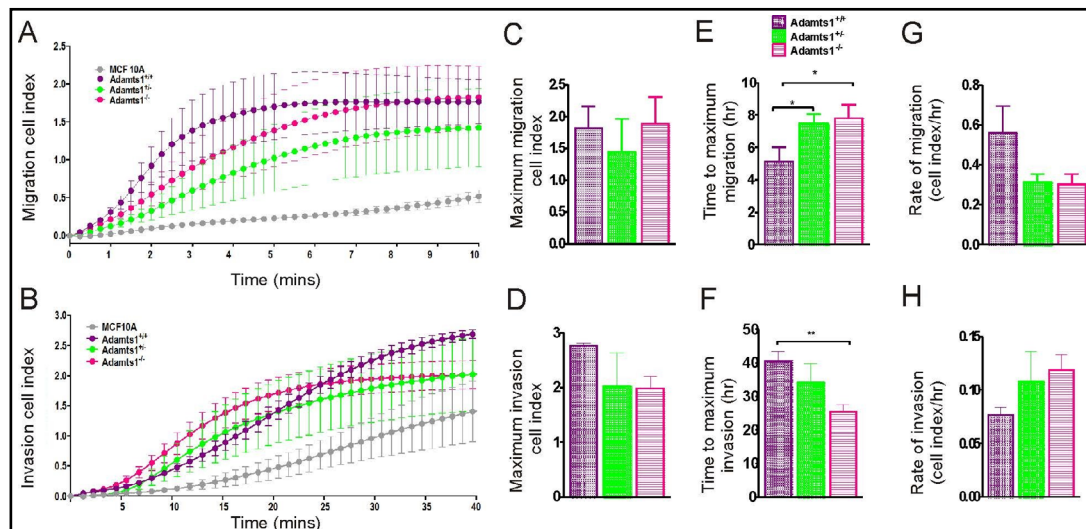 A
Migration cell index
2.5
2.0
1.5
1.0
0.5
0.0
MCF10A
Adamts1+/+
Adamts1+/-
Adamts1-/-
0 1 2 3 4 5 6 7 8 9 10
Time (mins)
B
Invasion cell index
3.0
2.5
2.0
1.5
1.0
0.5
0.0
MCF10A
Adamts1+/+
Adamts1+/-
Adamts1-/-
0 5 10 15 20 25 30 35 40
Time (mins)
C
Maximum migration
cell index
2.5
2.0
1.5
1.0
0.5
0.0
D
Maximum invasion
cell index
3
2
1
0
Adamts1+/+
Adamts1+/-
Adamts1-/-
E
Time to maximum
migration (hr)
10
8
6
4
2
0
*
*
F
Time to maximum
invasion (hr)
50
40
30
20
10
0
**
G
Rate of migration
(cell index/hr)
0.8
0.6
0.4
0.2
0.0
H
Rate of invasion
(cell index/hr)
0.15
0.10
0.05
0.00